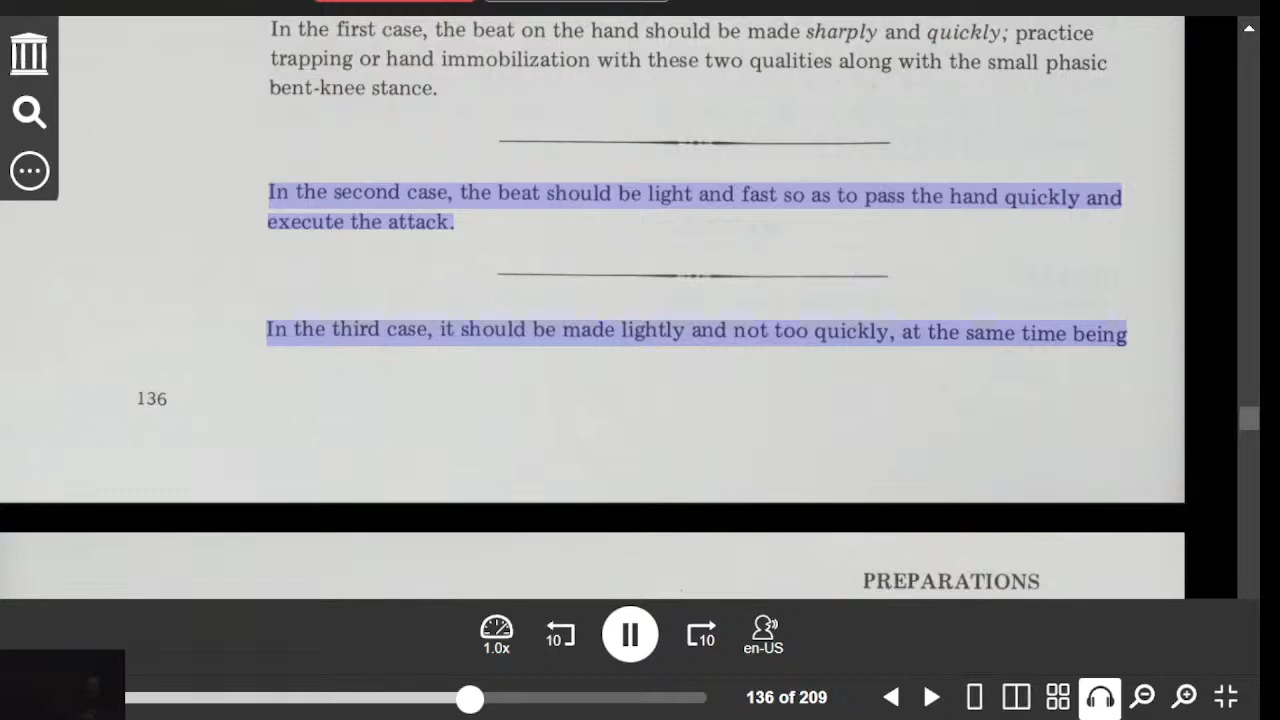 In the first case, the beat on the hand should be made sharply and quickly; practice
trapping or hand immobilization with these two qualities along with the small phasic
bent-knee stance.
In the second case, the beat should be light and fast so as to pass the hand quickly and
execute the attack.
In the third case, it should be made lightly and not too quickly, at the same time being
136
PREPARATIONS
1.0x
10
10
en-US
136 of 209